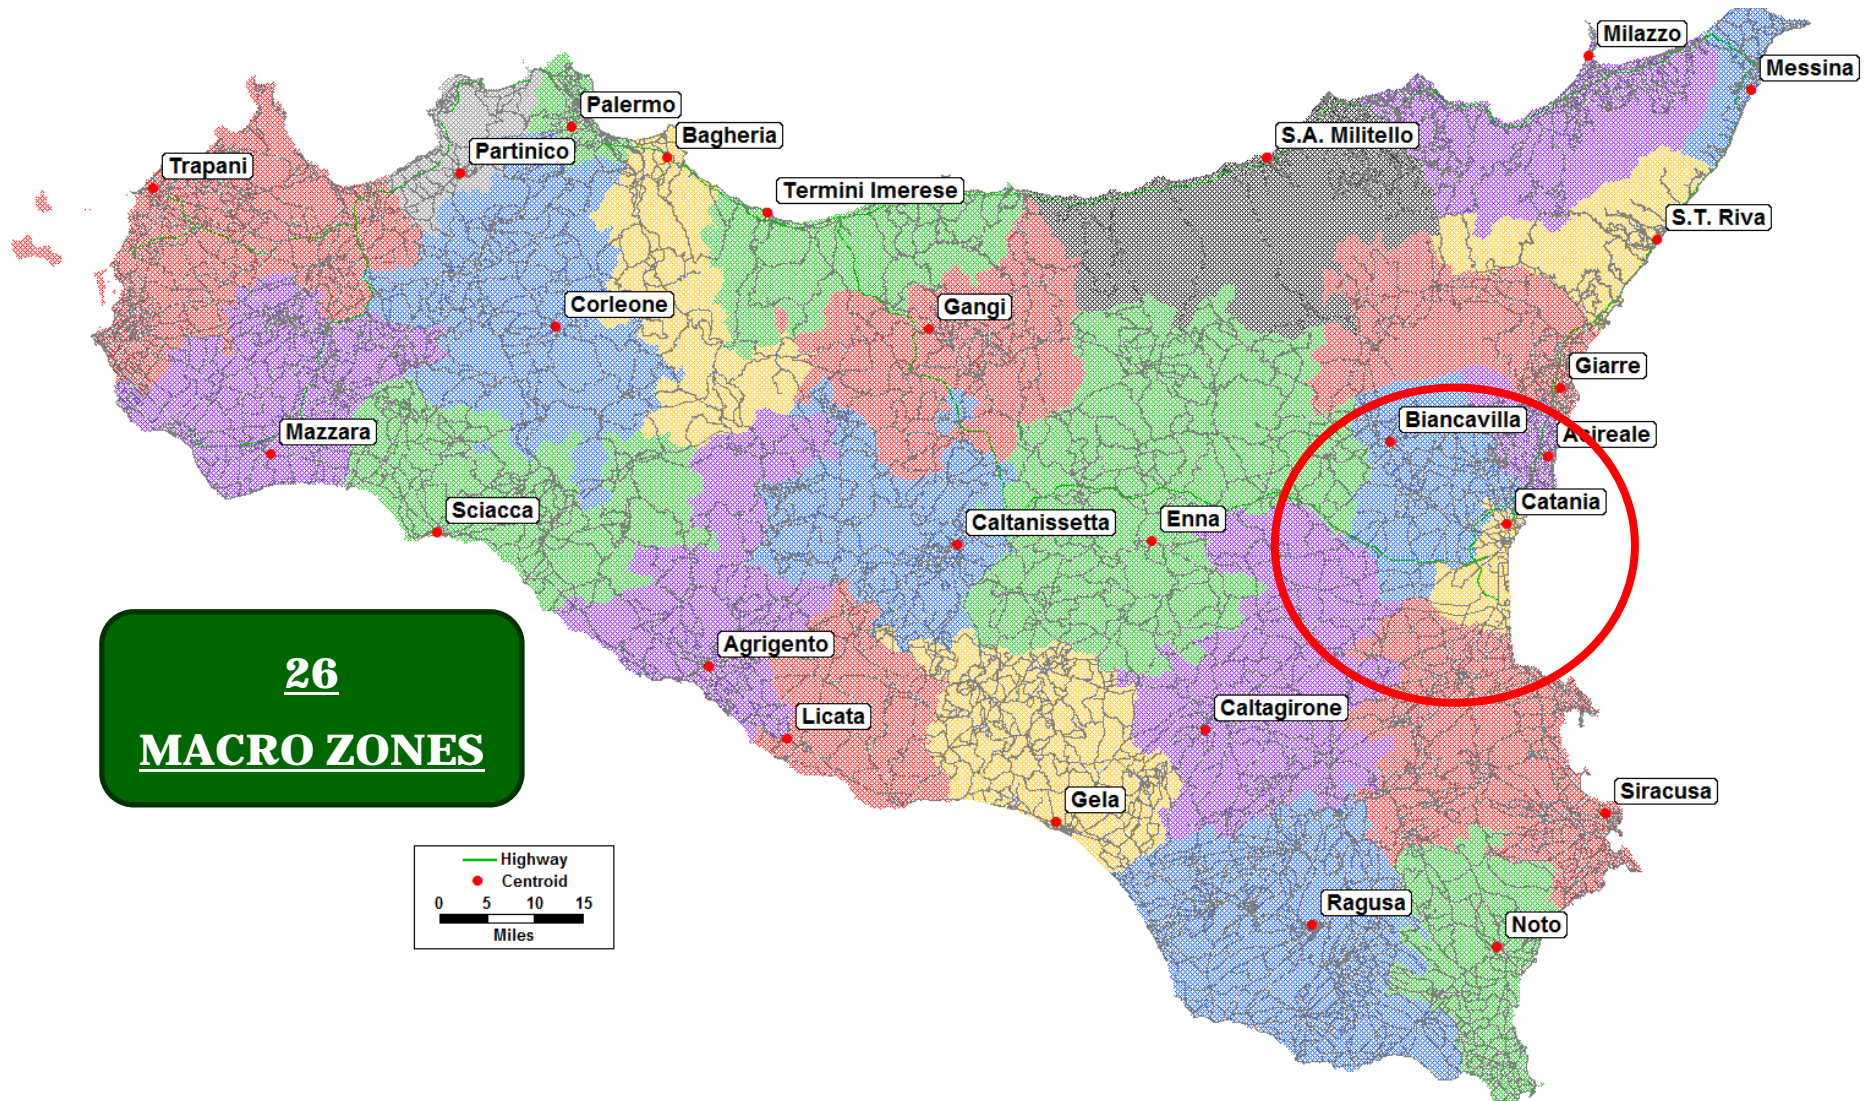 Milazzo
Messina
Palermo
Bagheria
S.A. Militello
Partinico
Trapani
Termini Imerese
S.T. Riva
Corleone
Gangi
Giarre
Mazzara
Biancavilla
Acireale
Sciacca
Caltanissetta
Enna
Catania
Agrigento
26
MACRO ZONES
Licata
Caltagirone
Gela
Siracusa
Highway
Centroid
0 5 10 15
Miles
Ragusa
Noto